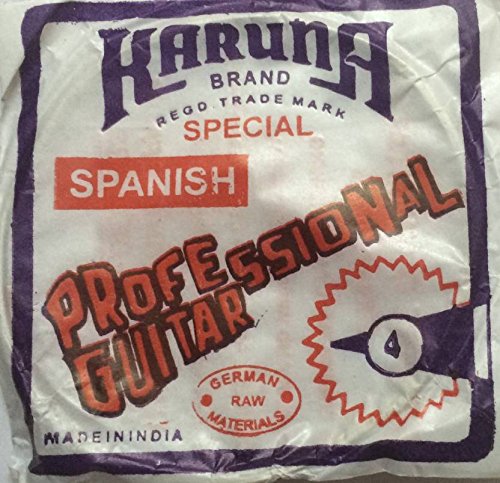 KARUNA
BRAND
REGD. TRADE MARK
SPECIAL
SPANISH
PROFESSIONAL
GUITAR
4
GERMAN
RAW
MATERIALS
MADEININDIA